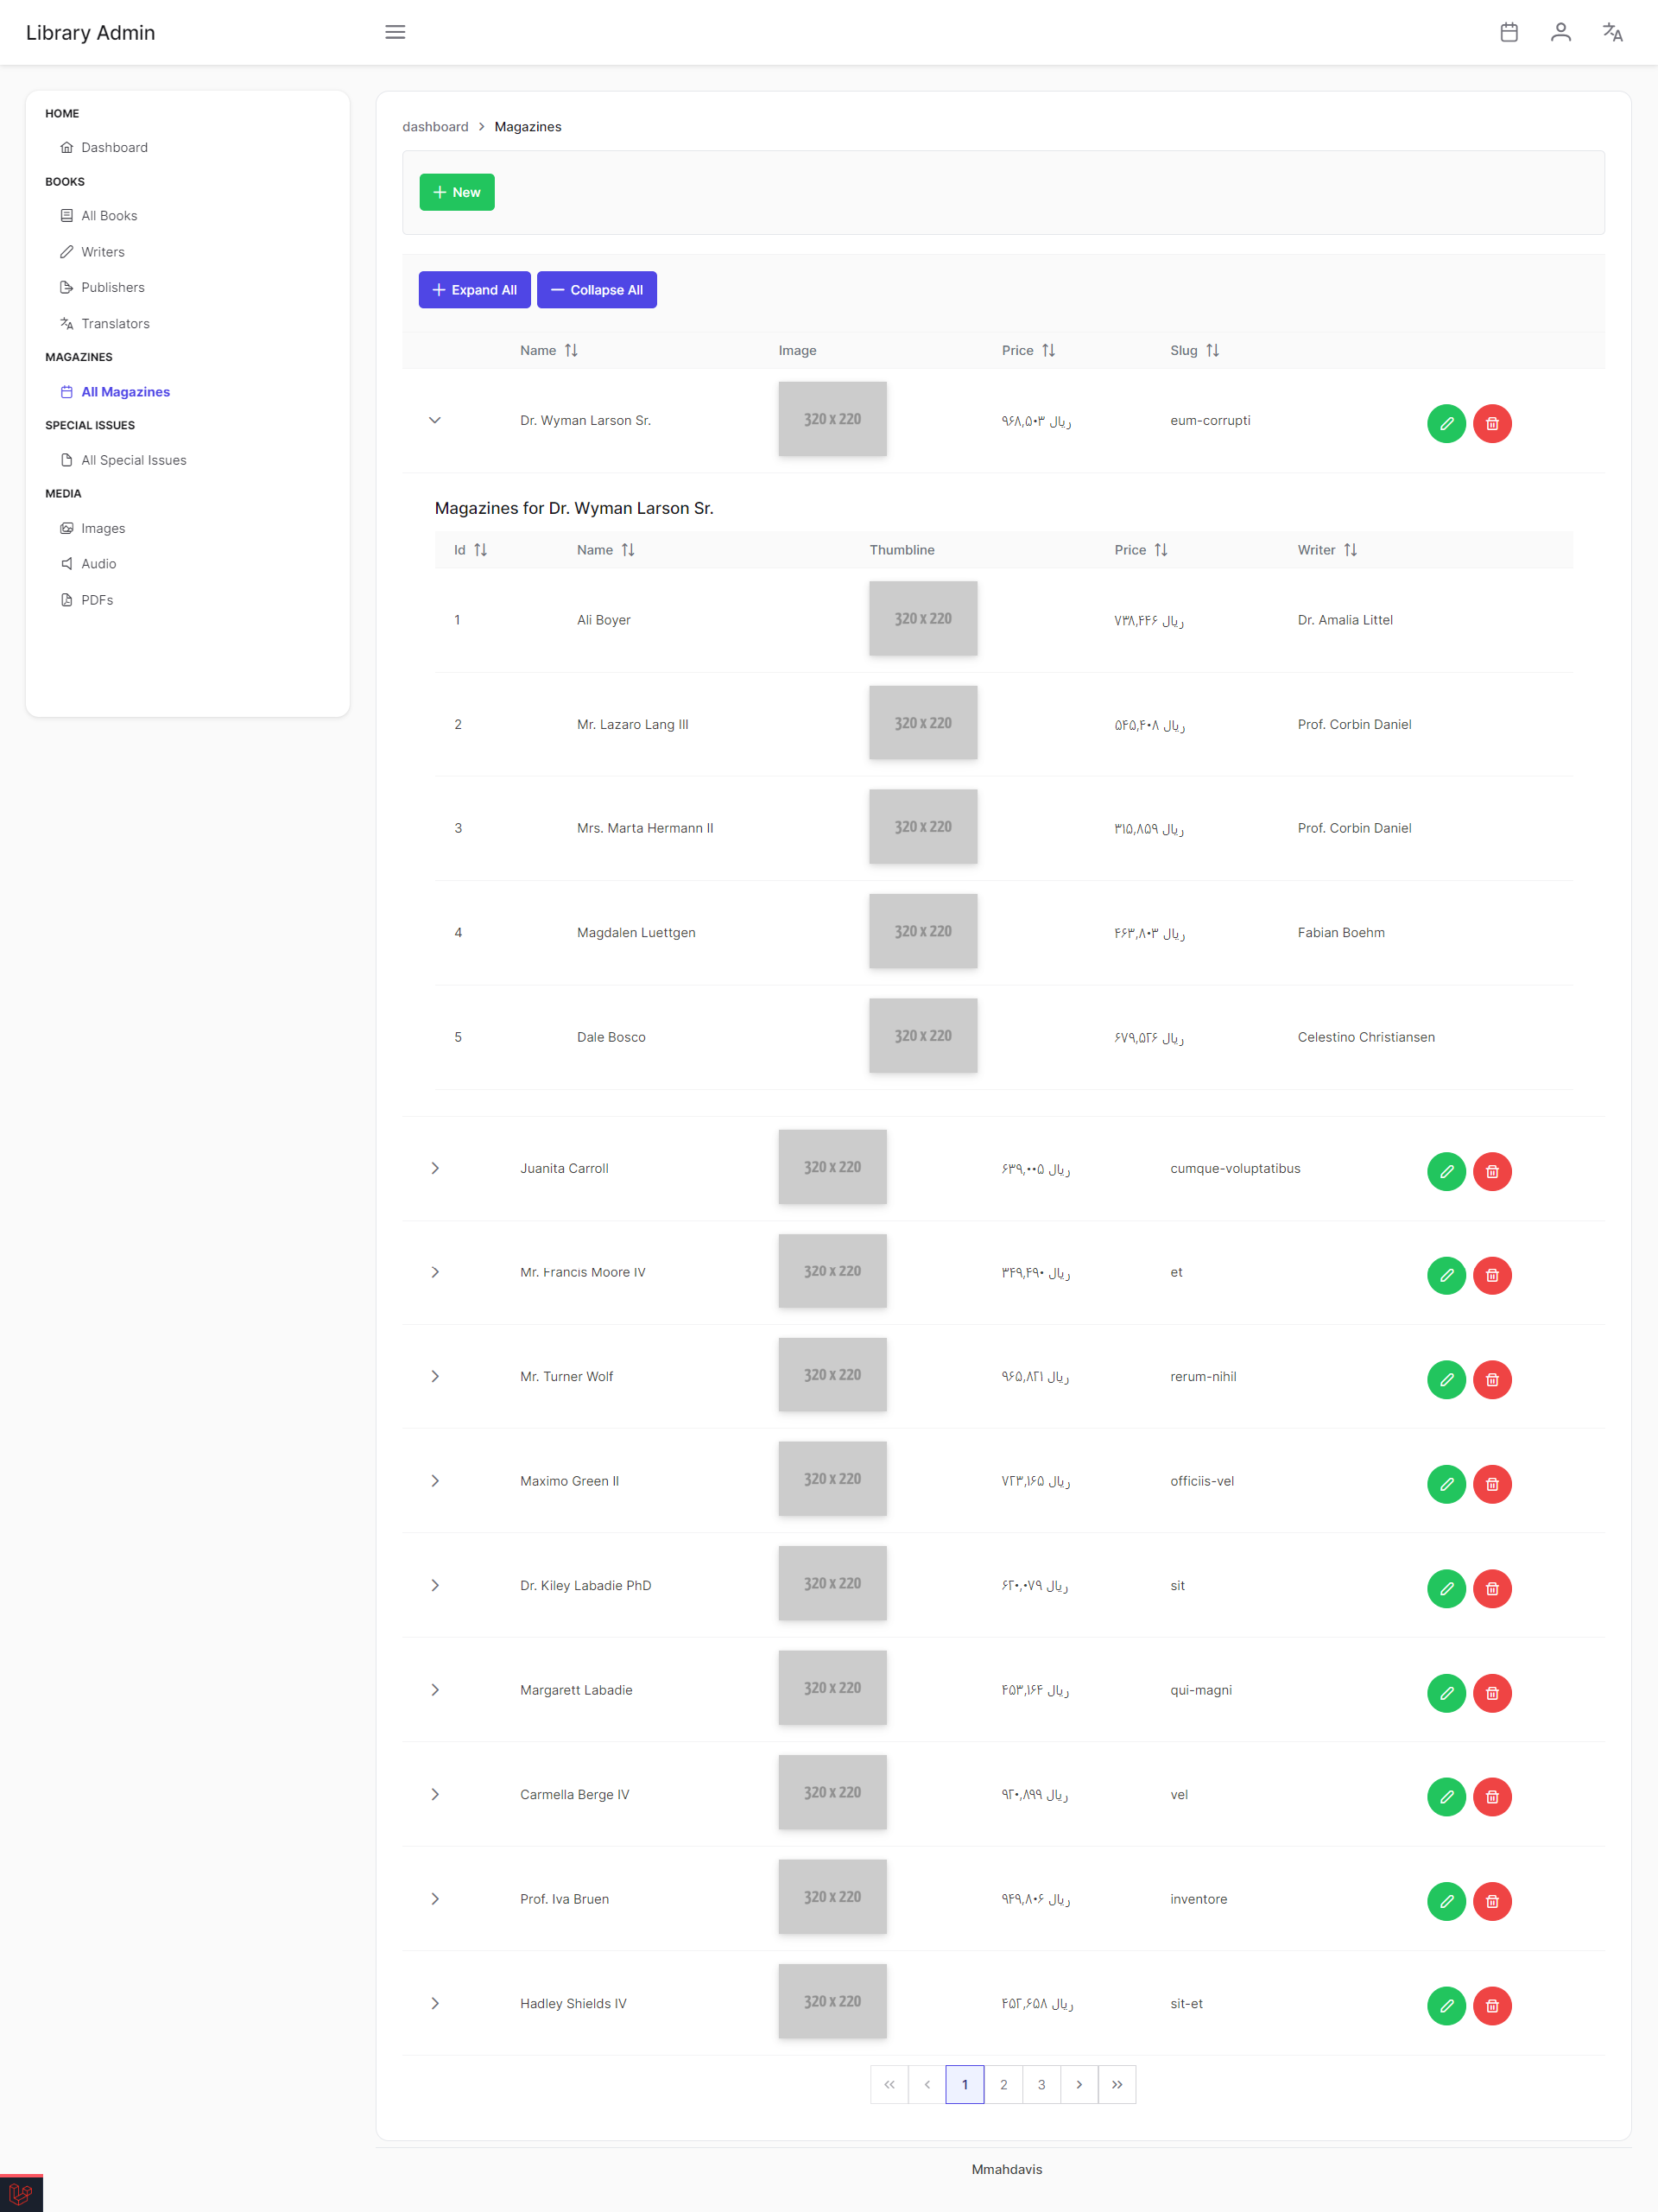 Library Admin
HOME
Dashboard
BOOKS
All Books
Writers
Publishers
Translators
MAGAZINES
All Magazines
SPECIAL ISSUES
All Special Issues
MEDIA
Images
Audio
PDFs
dashboard > Magazines
+ New
+ Expand All
— Collapse All
Name Image Price Slug
Dr. Wyman Larson Sr. 320 x 220 ریال ۹۶۸,۵۰۳ eum-corrupti
Magazines for Dr. Wyman Larson Sr.
Id Name Thumbline Price Writer
1 Ali Boyer 320 x 220 ریال ۷۳۸,۴۴۶ Dr. Amalia Littel
2 Mr. Lazaro Lang III 320 x 220 ریال ۵۴۵,۴۰۸ Prof. Corbin Daniel
3 Mrs. Marta Hermann II 320 x 220 ریال ۳۱۵,۸۵۹ Prof. Corbin Daniel
4 Magdalen Luettgen 320 x 220 ریال ۴۶۳,۸۰۳ Fabian Boehm
5 Dale Bosco 320 x 220 ریال ۶۷۹,۵۲۶ Celestino Christiansen
Juanita Carroll 320 x 220 ریال ۶۳۹,۰۰۵ cumque-voluptatibus
Mr. Francis Moore IV 320 x 220 ریال ۳۴۹,۴۹۰ et
Mr. Turner Wolf 320 x 220 ریال ۹۶۵,۸۲۱ rerum-nihil
Maximo Green II 320 x 220 ریال ۷۲۳,۱۶۵ officiis-vel
Dr. Kiley Labadie PhD 320 x 220 ریال ۶۲۰,۰۷۹ sit
Margarett Labadie 320 x 220 ریال ۴۵۳,۱۶۴ qui-magni
Carmella Berge IV 320 x 220 ریال ۹۲۰,۸۹۹ vel
Prof. Iva Bruen 320 x 220 ریال ۹۴۹,۸۰۶ inventore
Hadley Shields IV 320 x 220 ریال ۴۵۲,۶۵۸ sit-et
« ‹ 1 2 3 › »
Mmahdavis